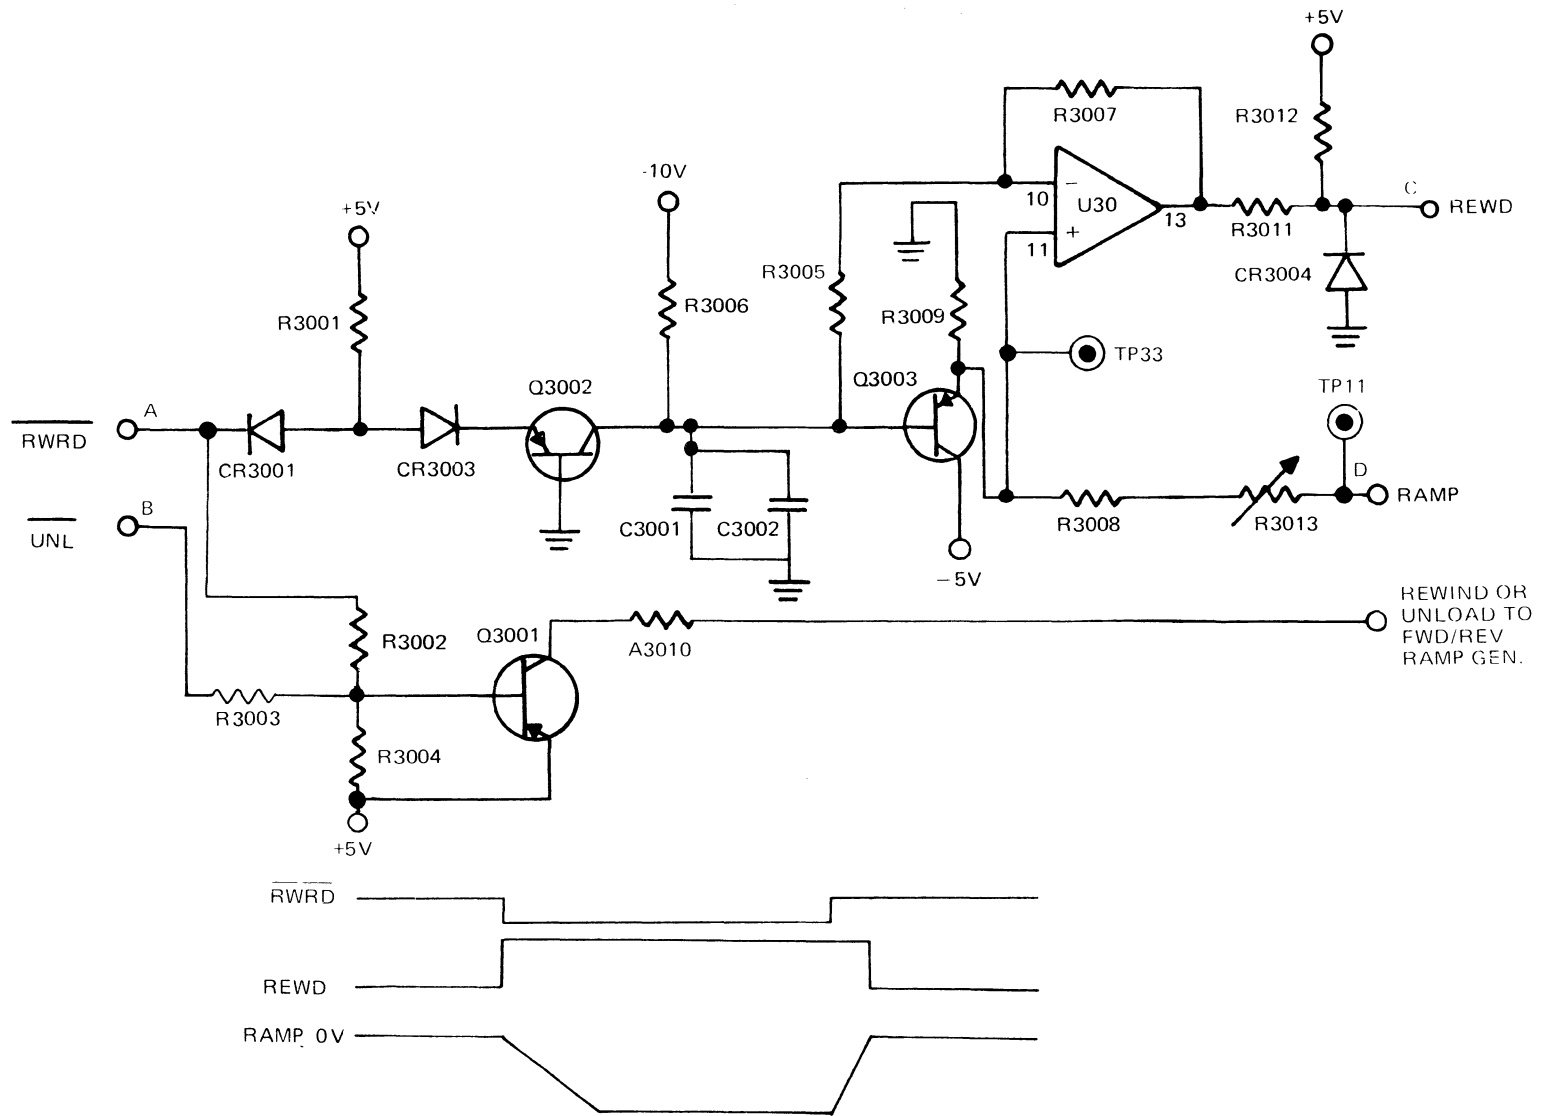 +5V
R3007
R3012
-10V
10
−
U30
13
C
REWD
+5V
R3011
11
+
R3005
CR3004
R3006
R3009
R3001
TP33
Q3002
Q3003
TP11
A
RWRD
CR3001
CR3003
D
RAMP
B
UNL
C3001
C3002
R3008
R3013
−5V
REWIND OR
UNLOAD TO
FWD/REV
RAMP GEN.
R3002
Q3001
A3010
R3003
R3004
+5V
RWRD
REWD
RAMP 0V